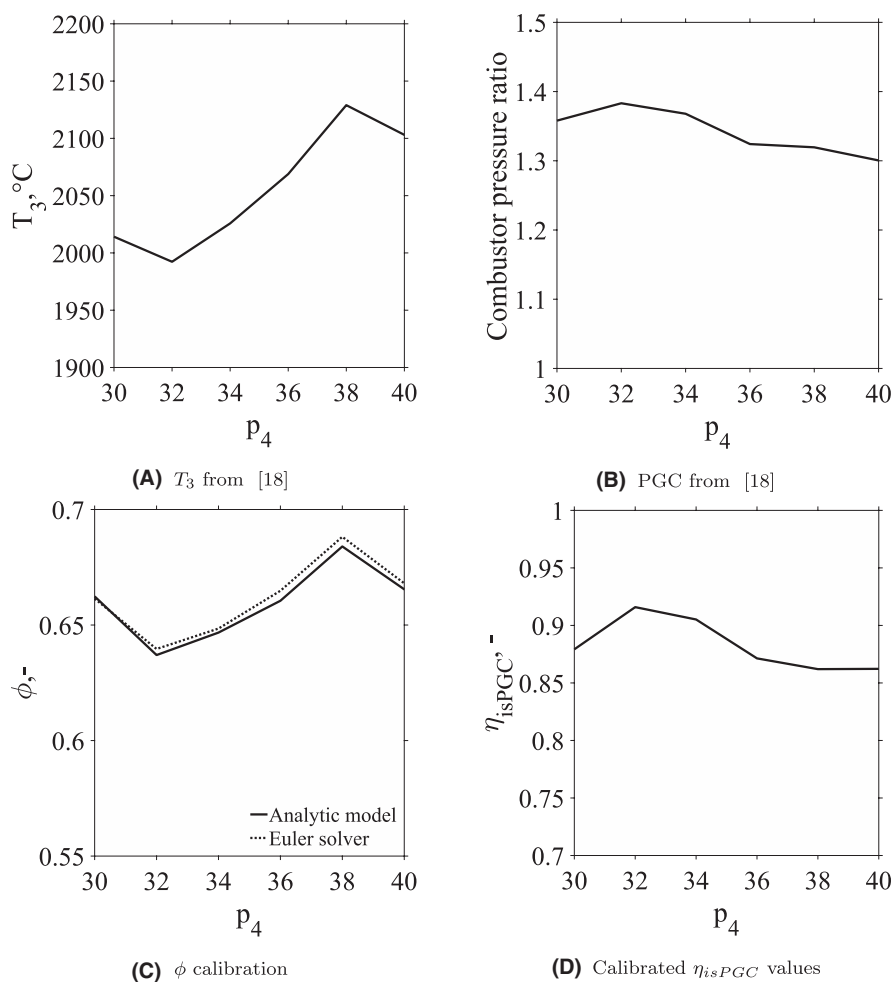 2200
2150
2100
2050
2000
1950
1900
T3,°C
30 32 34 36 38 40
p4
(A) T3 from [18]
1.5
1.4
1.3
1.2
1.1
1
Combustor pressure ratio
30 32 34 36 38 40
p4
(B) PGC from [18]
0.7
0.65
0.6
0.55
ϕ,-
Analytic model
Euler solver
30 32 34 36 38 40
p4
(C) ϕ calibration
1
0.95
0.9
0.85
0.8
0.75
0.7
ηisPGC, -
30 32 34 36 38 40
p4
(D) Calibrated ηisPGC values